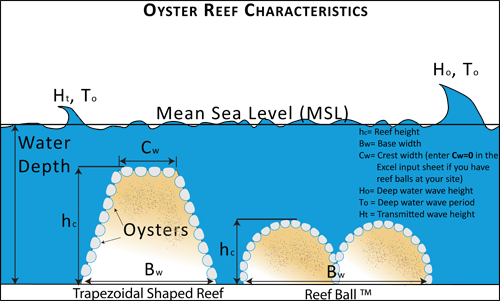 OYSTER REEF CHARACTERISTICS
Ht, To
Ho, To
Mean Sea Level (MSL)
Water
Depth
Cw
hc
Oysters
Bw
Trapezoidal Shaped Reef
hc
Bw
Reef Ball ™
hc= Reef height
Bw= Base width
Cw= Crest width (enter Cw=0 in the
Excel input sheet if you have
reef balls at your site)
Ho= Deep water wave height
To = Deep water wave period
Ht = Transmitted wave height